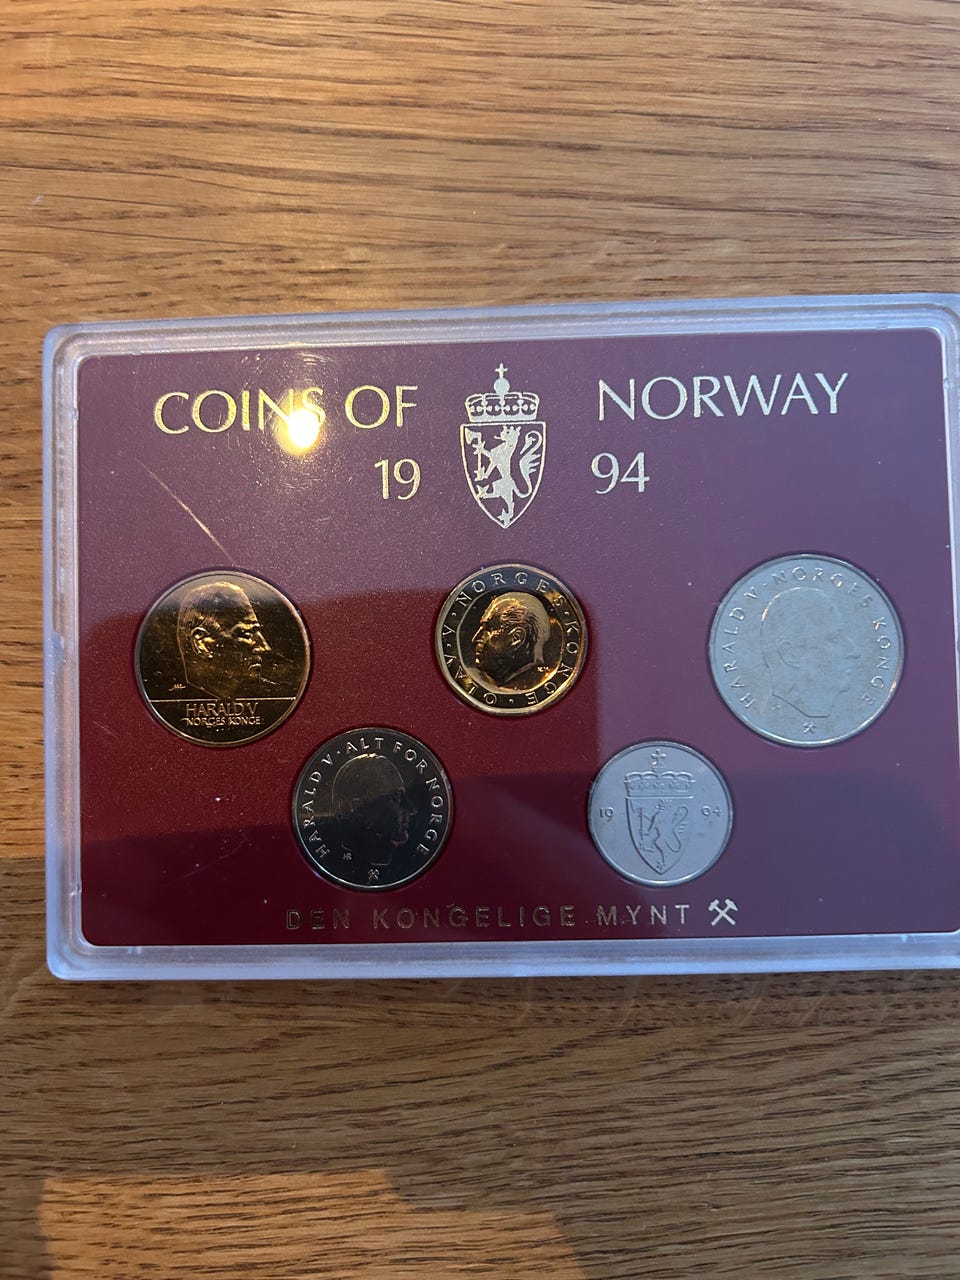 COINS OF NORWAY
19 94
HARALD V
NORGES KONGE
OLAV·V·NORGES·KONGE
HARALD V·NORGES KONGE
HARALD V·ALT FOR NORGE
19 94
DEN KONGELIGE MYNT